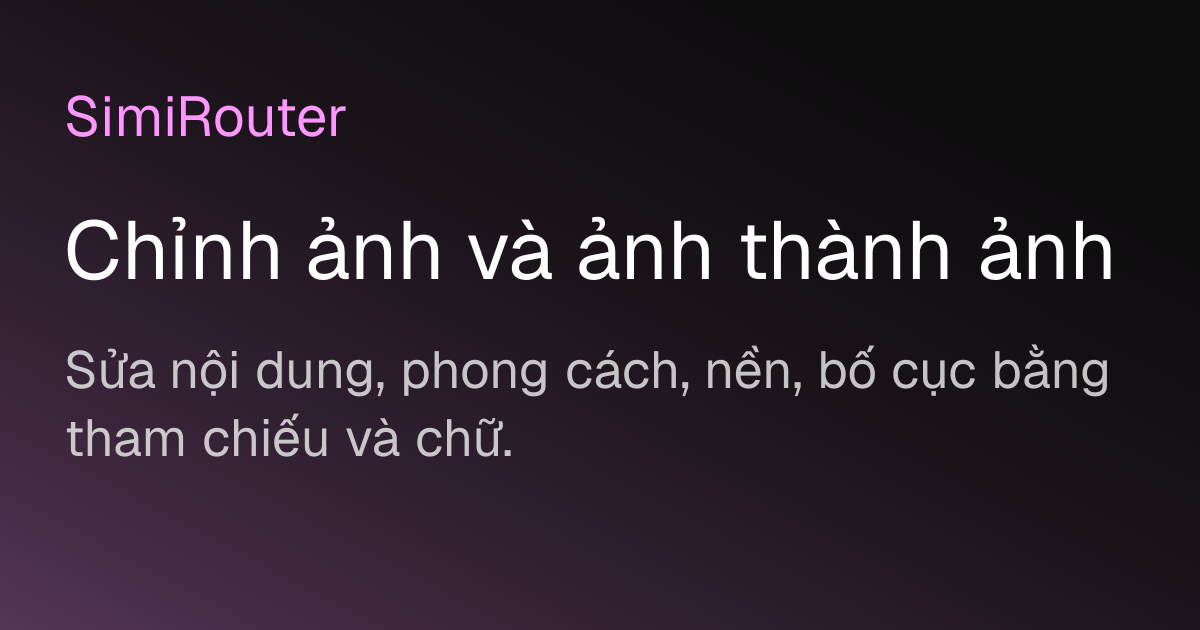 SimiRouter
Chỉnh ảnh và ảnh thành ảnh
Sửa nội dung, phong cách, nền, bố cục bằng
tham chiếu và chữ.